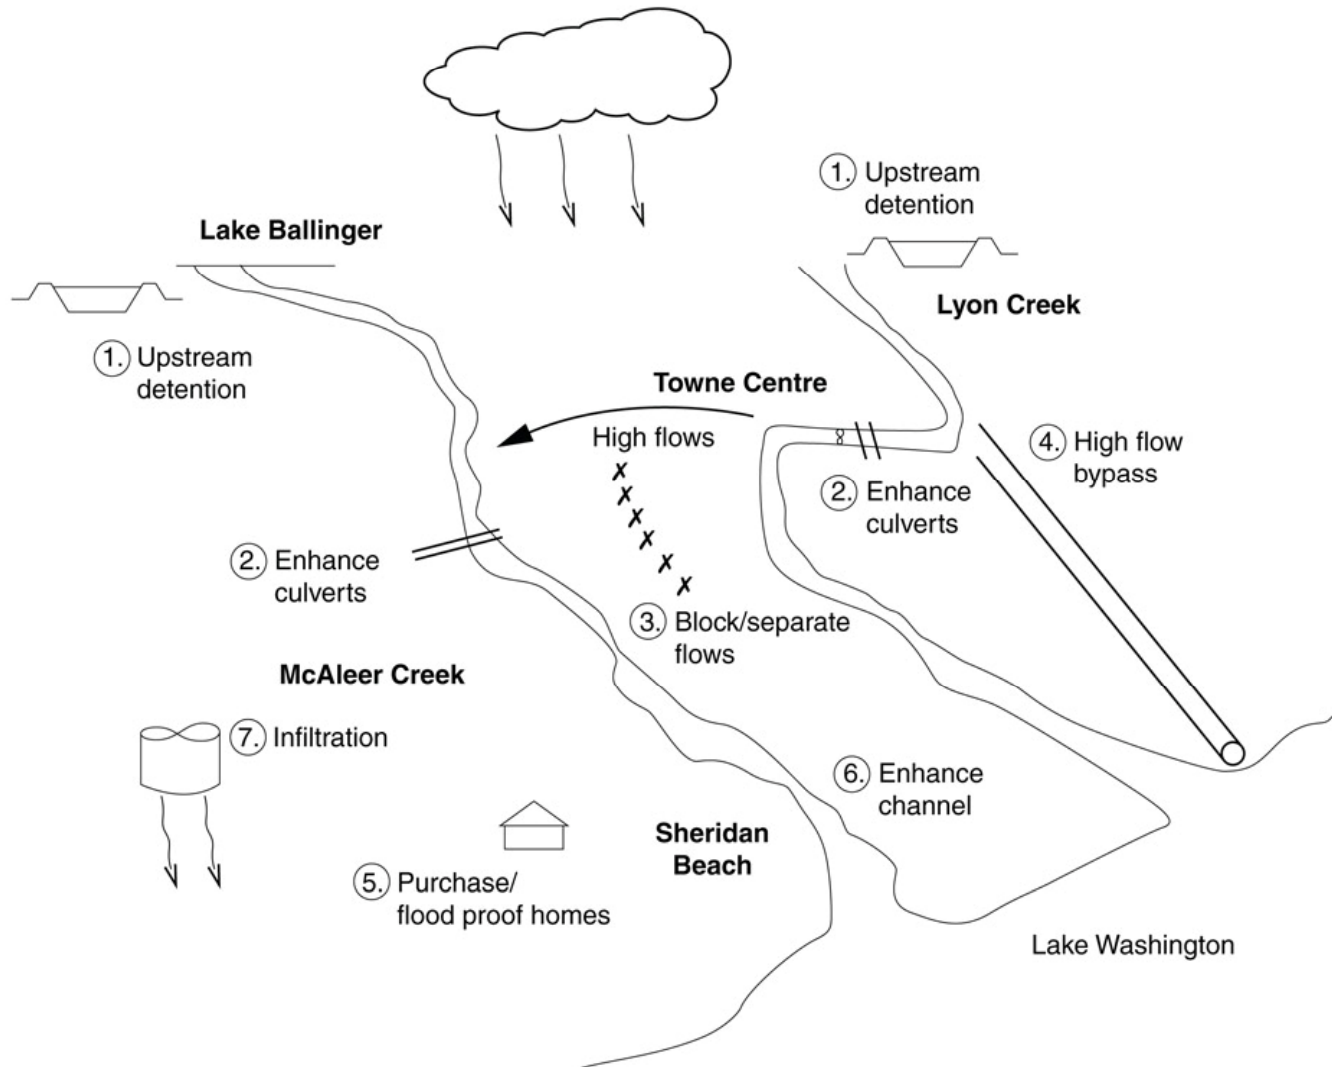 1. Upstream
detention
Lake Ballinger
Lyon Creek
1. Upstream
detention
Towne Centre
High flows
4. High flow
bypass
2. Enhance
culverts
2. Enhance
culverts
3. Block/separate
flows
McAleer Creek
7. Infiltration
6. Enhance
channel
Sheridan
Beach
5. Purchase/
flood proof homes
Lake Washington